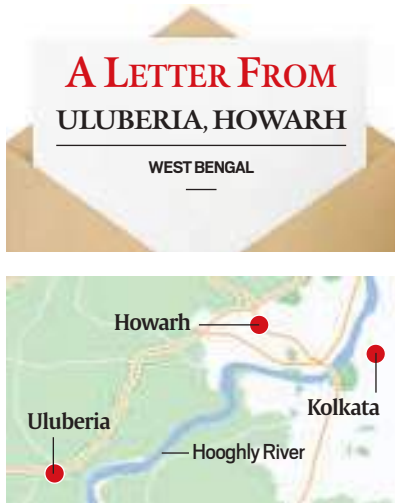 A LETTER FROM
ULUBERIA, HOWARH
WEST BENGAL
Howarh
Kolkata
Uluberia
Hooghly River